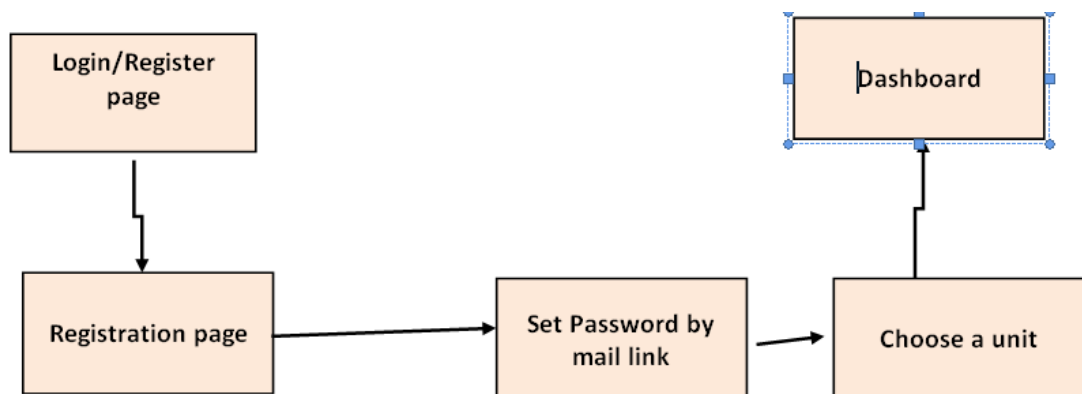 Login/Register
page
Dashboard
Registration page
Set Password by
mail link
Choose a unit